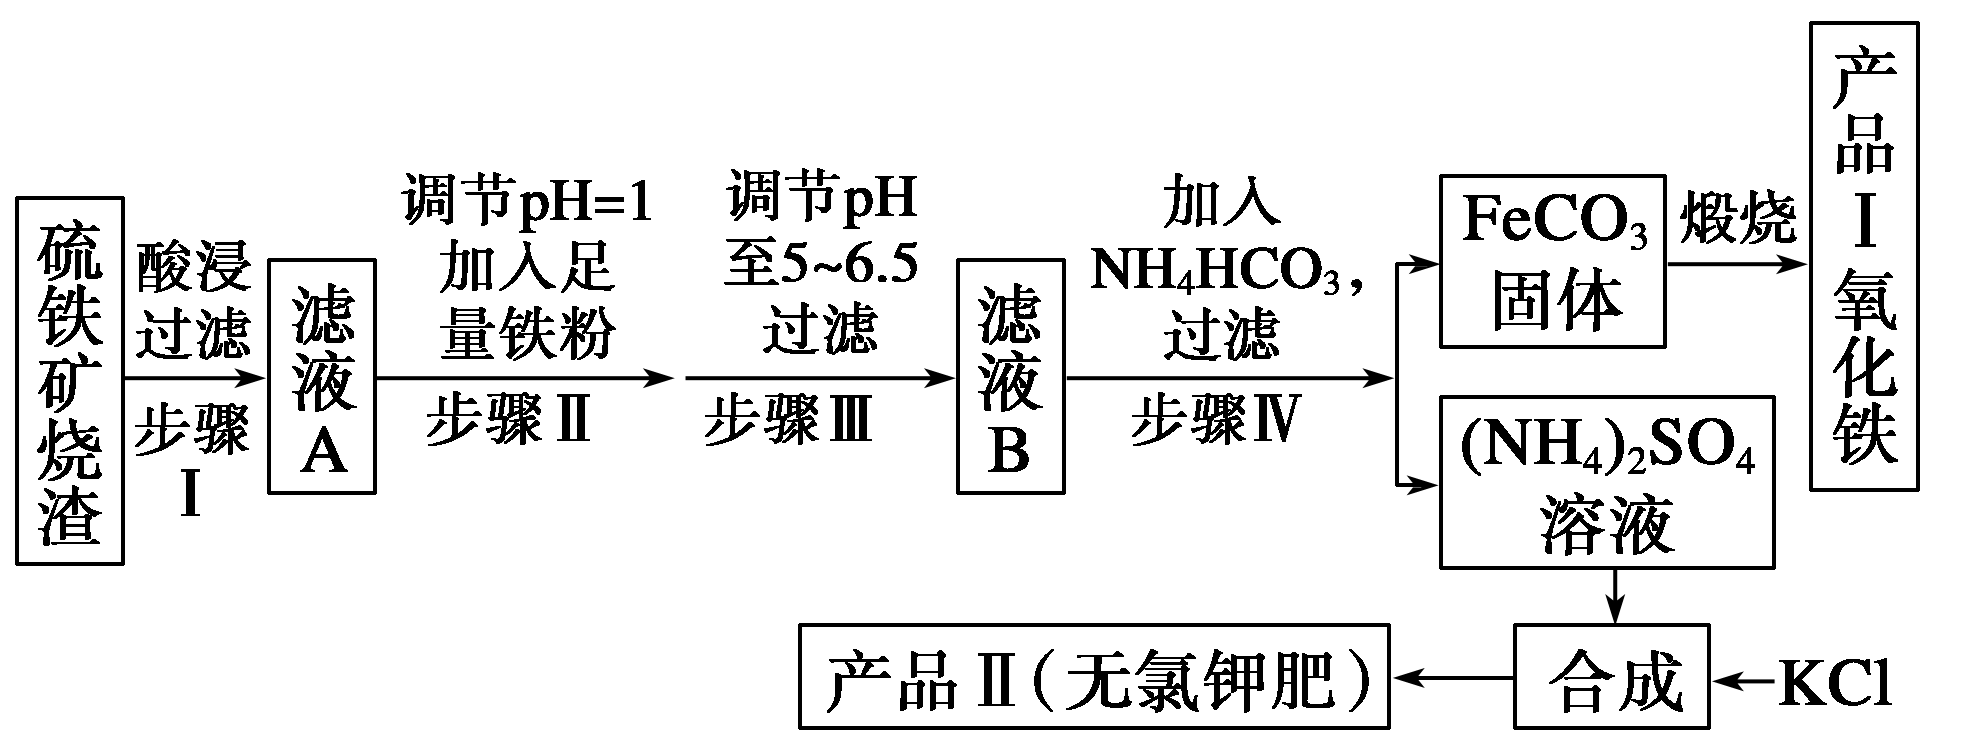 硫铁矿烧渣
酸浸
过滤
步骤
Ⅰ
滤液A
调节pH=1
加入足
量铁粉
步骤Ⅱ
调节pH
至5~6.5
过滤
步骤Ⅲ
滤液B
加入
NH₄HCO₃,
过滤
步骤Ⅳ
FeCO₃
固体
煅烧
产品Ⅰ氧化铁
(NH₄)₂SO₄
溶液
合成
KCl
产品Ⅱ(无氯钾肥)